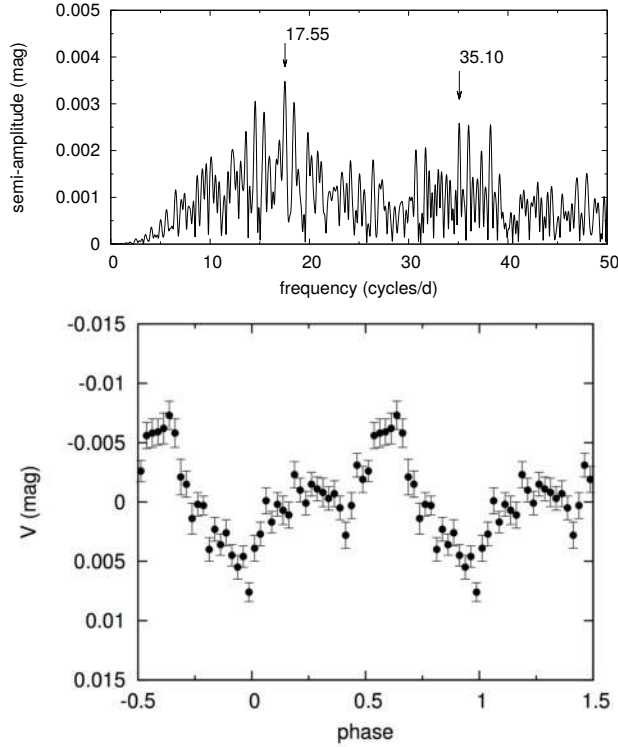 0.005
0.004
0.003
0.002
0.001
0
semi-amplitude (mag)
17.55
35.10
0 10 20 30 40 50
frequency (cycles/d)
-0.015
-0.01
-0.005
0
0.005
0.01
0.015
V (mag)
-0.5 0 0.5 1 1.5
phase